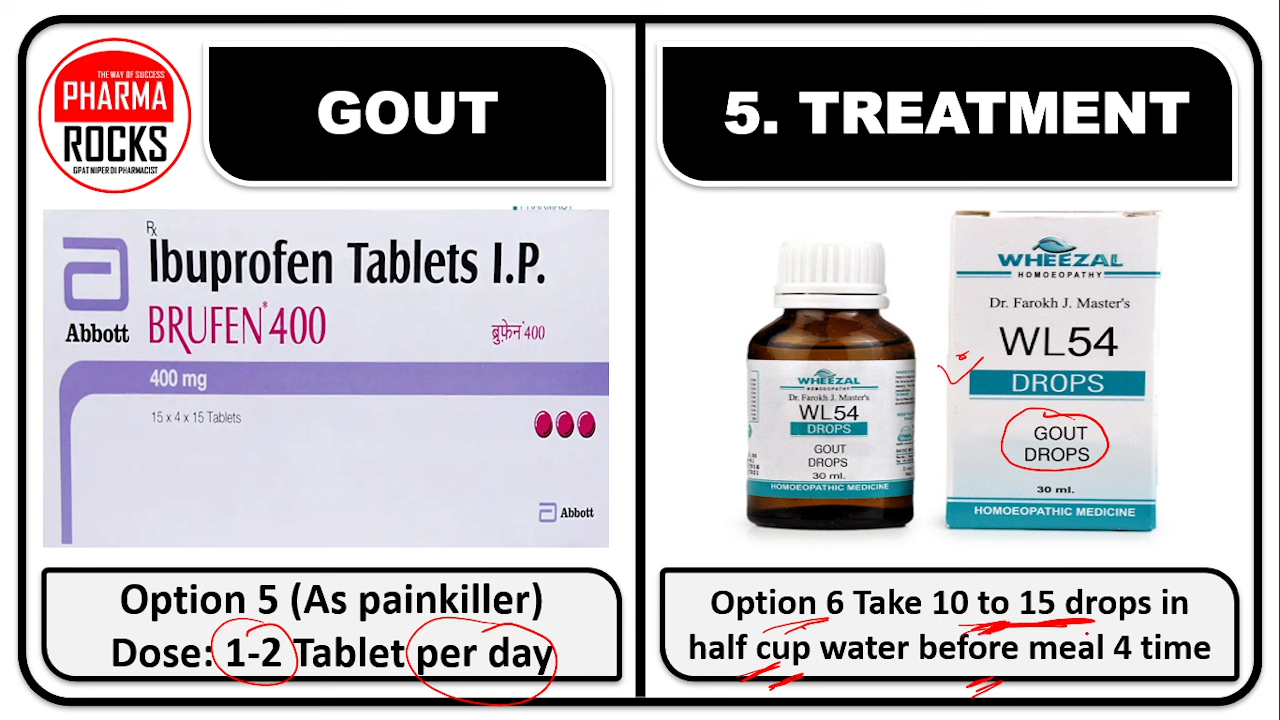 THE WAY OF SUCCESS
PHARMA
ROCKS
GPAT NIPER DI PHARMACIST
GOUT
Rx
Ibuprofen Tablets I.P.
Abbott
BRUFEN*400
ब्रुफ़ेन*400
400 mg
15 x 4 x 15 Tablets
Abbott
Option 5 (As painkiller)
Dose: 1-2 Tablet per day
5. TREATMENT
WHEEZAL
HOMOEOPATHY
Dr. Farokh J. Master's
WL54
DROPS
GOUT
DROPS
30 ml.
HOMOEOPATHIC MEDICINE
WHEEZAL
HOMOEOPATHY
Dr. Farokh J. Master's
WL54
DROPS
GOUT
DROPS
30 ml.
HOMOEOPATHIC MEDICINE
Option 6 Take 10 to 15 drops in
half cup water before meal 4 time